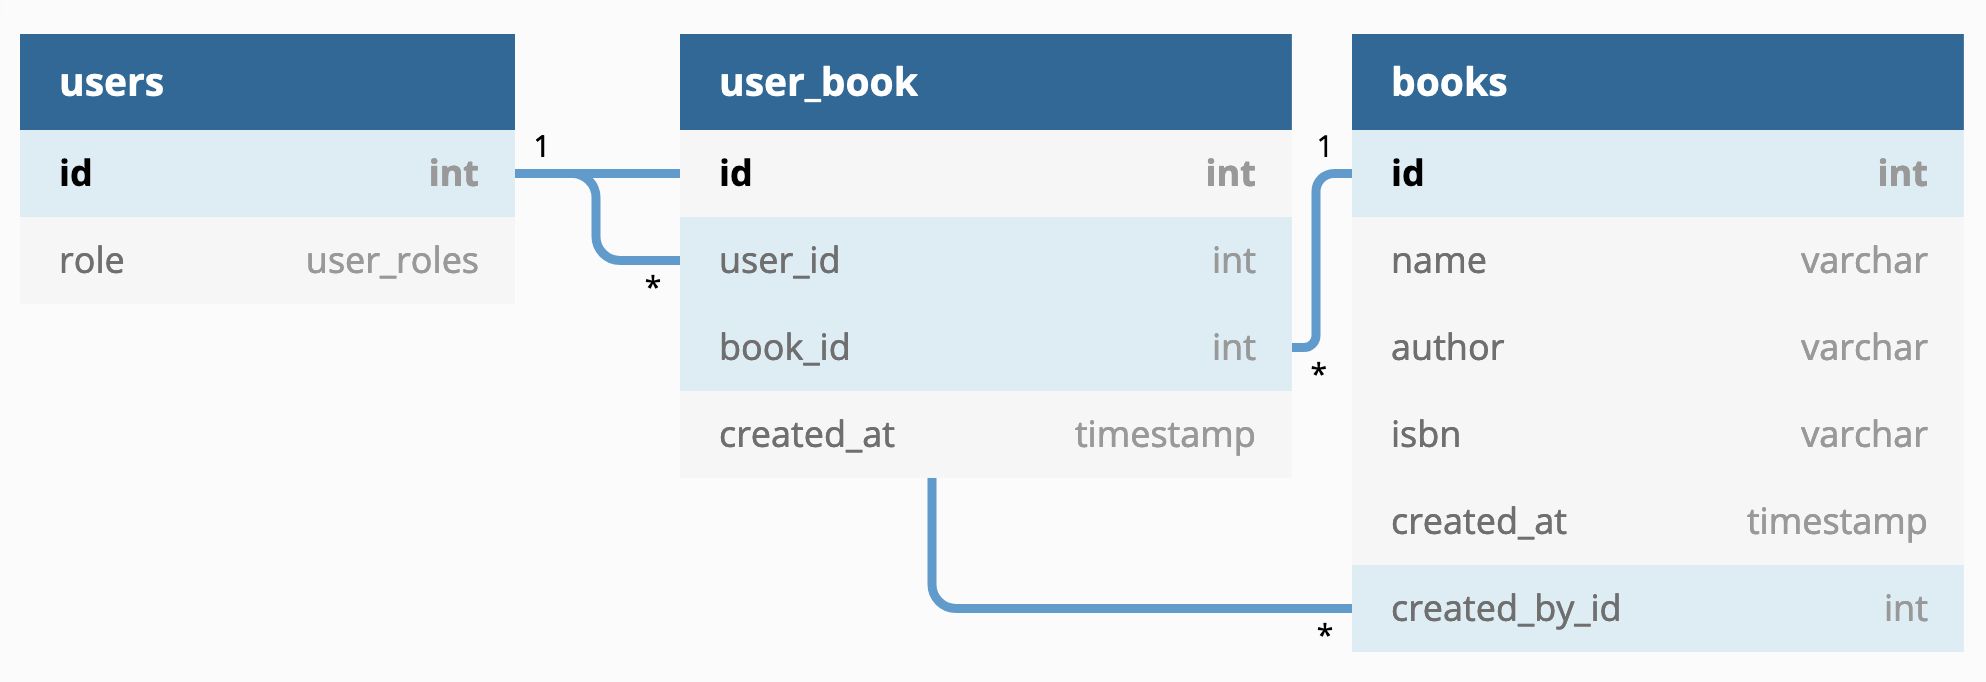 users
id int
role user_roles
1
*
user_book
id int
user_id int
book_id int
created_at timestamp
1
*
*
books
id int
name varchar
author varchar
isbn varchar
created_at timestamp
created_by_id int